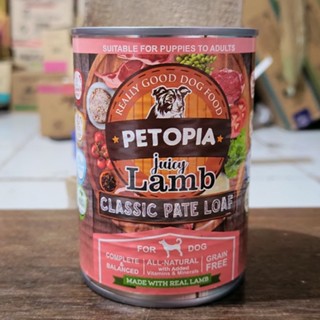 SUITABLE FOR PUPPIES TO ADULTS
REALLY GOOD DOG FOOD
PETOPIA
juicy
Lamb
CLASSIC PATE LOAF
FOR DOG
COMPLETE & BALANCED
ALL-NATURAL
with Added
Vitamins & Minerals
GRAIN FREE
MADE WITH REAL LAMB